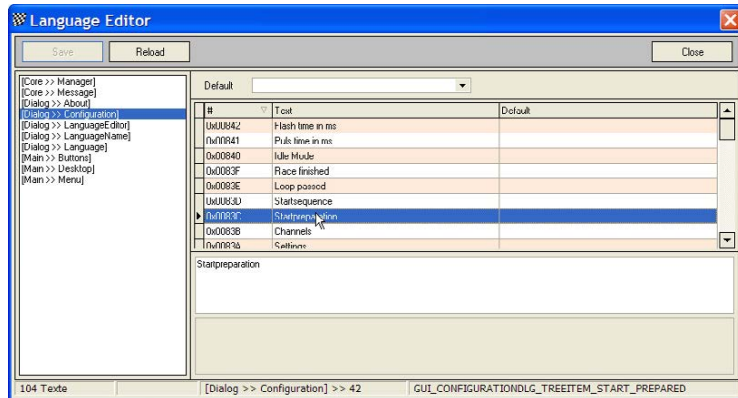 Language Editor
Save Reload Close
[Core >> Manager]
[Core >> Message]
[Dialog >> About]
[Dialog >> Configuration]
[Dialog >> LanguageEditor]
[Dialog >> LanguageName]
[Dialog >> Language]
[Main >> Buttons]
[Main >> Desktop]
[Main >> Menu]
Default
# Text Default
0x00842 Flash time in ms
0x00841 Puls time in ms
0x00840 Idle Mode
0x0083F Race finished
0x0083E Loop passed
0x0083D Startsequence
0x0083C Startpreparation
0x0083B Channels
0x0083A Settings
Startpreparation
104 Texte [Dialog >> Configuration] >> 42 GUI_CONFIGURATIONDLG_TREEITEM_START_PREPARED